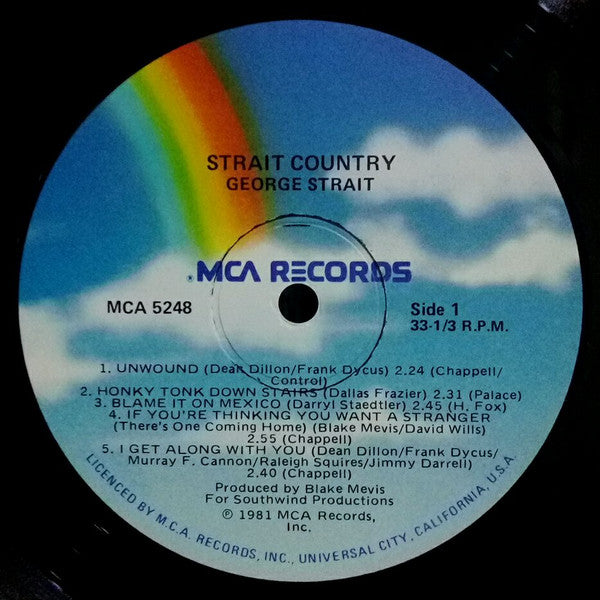 STRAIT COUNTRY
GEORGE STRAIT
® MCA RECORDS
MCA 5248
Side 1
33-1/3 R.P.M.
1. UNWOUND (Dean Dillon/Frank Dycus) 2.24 (Chappell/
Control)
2. HONKY TONK DOWN STAIRS (Dallas Frazier) 2.31 (Palace)
3. BLAME IT ON MEXICO (Darryl Staedtler) 2.45 (H. Fox)
4. IF YOU'RE THINKING YOU WANT A STRANGER
(There's One Coming Home) (Blake Mevis/David Wills)
2.55 (Chappell)
5. I GET ALONG WITH YOU (Dean Dillon/Frank Dycus/
Murray F. Cannon/Raleigh Squires/Jimmy Darrell)
2.40 (Chappell)
Produced by Blake Mevis
For Southwind Productions
℗ 1981 MCA Records,
Inc.
LICENCED BY M.C.A. RECORDS, INC., UNIVERSAL CITY, CALIFORNIA, U.S.A.